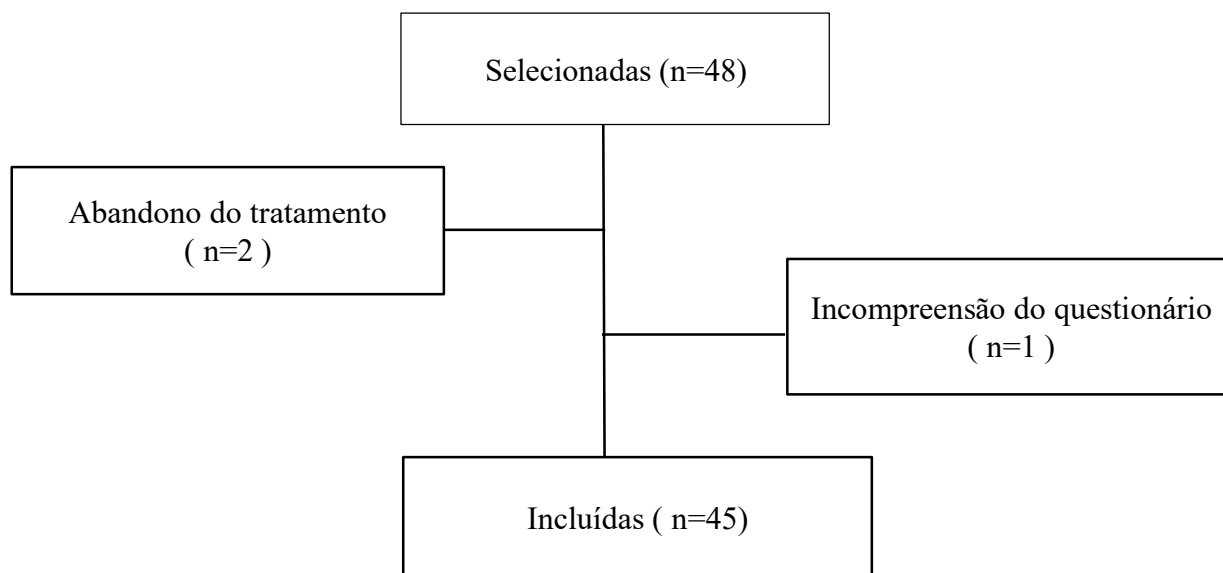 Selecionadas (n=48)
Abandono do tratamento
( n=2 )
Incompreensão do questionário
( n=1 )
Incluídas ( n=45)